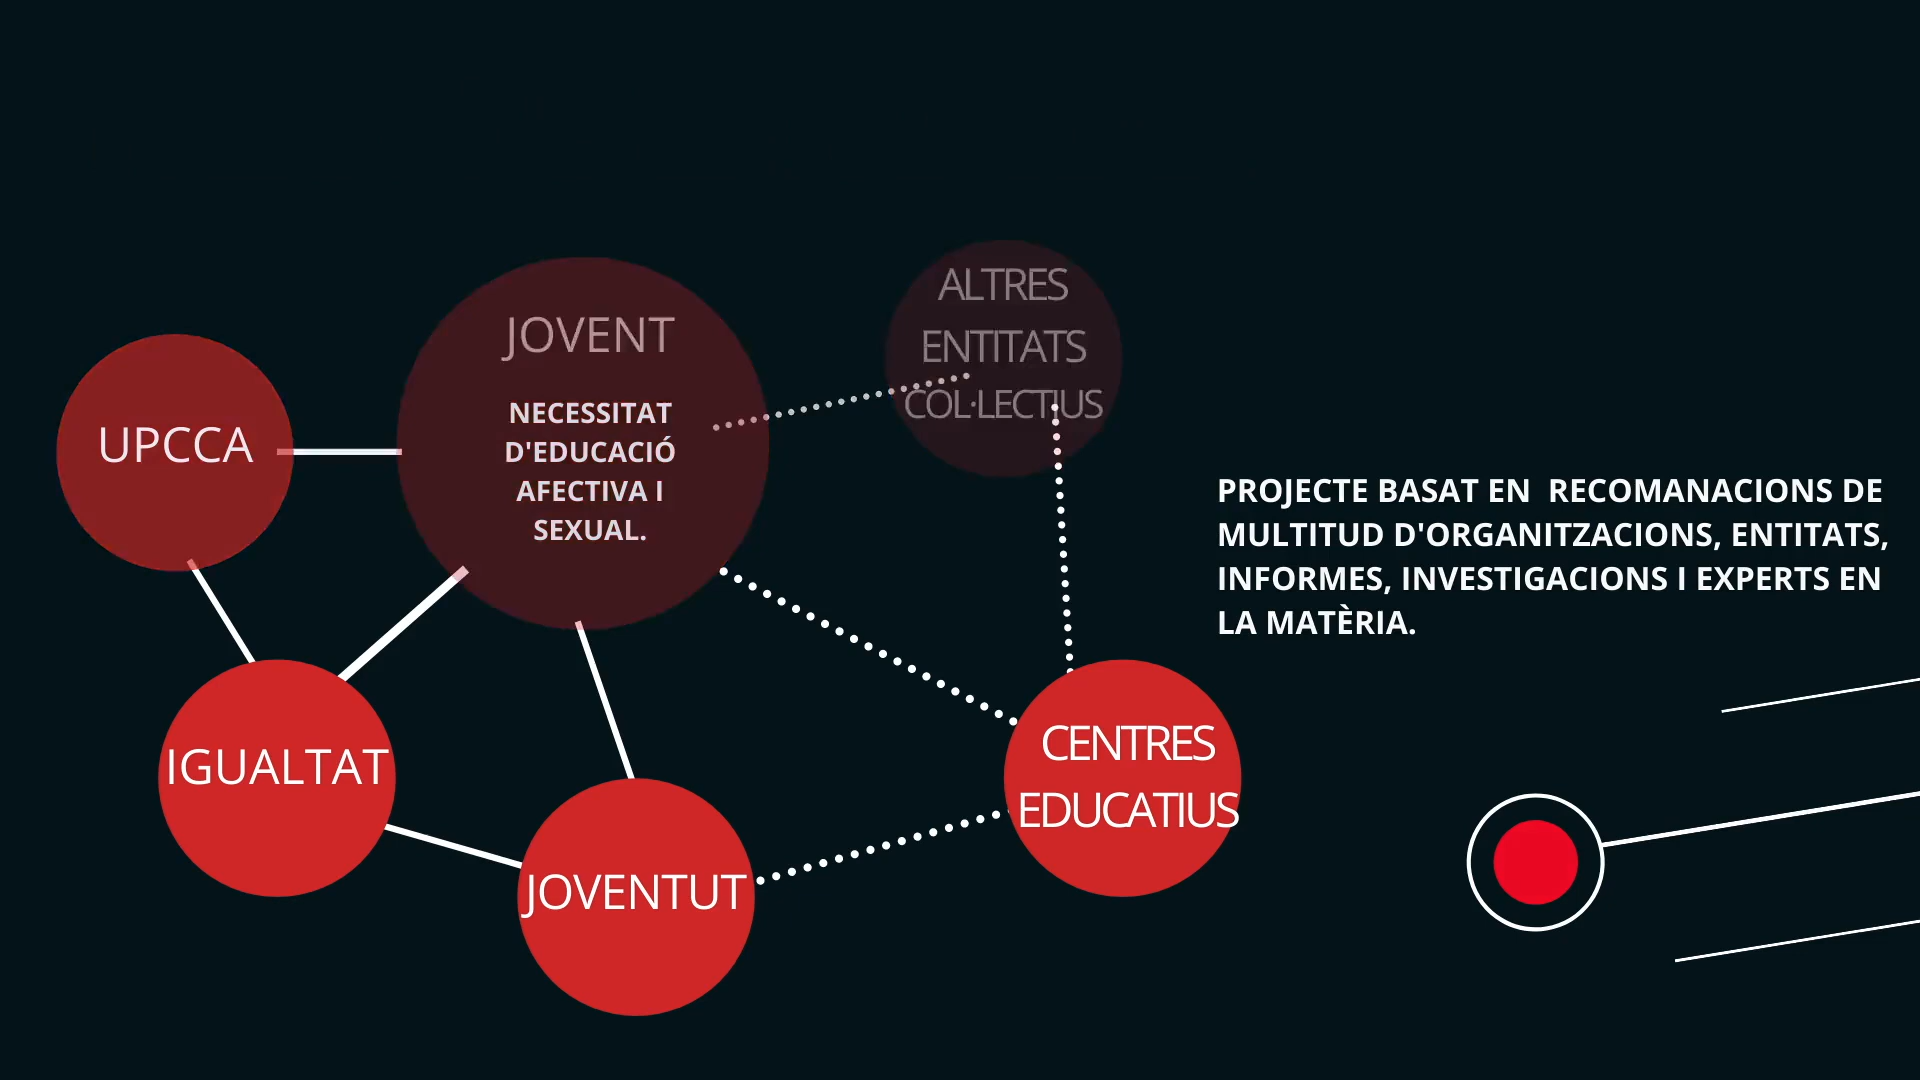 JOVENT
NECESSITAT
D'EDUCACIÓ
AFECTIVA I
SEXUAL.
ALTRES
ENTITATS
COL·LECTIUS
UPCCA
IGUALTAT
JOVENTUT
CENTRES
EDUCATIUS
PROJECTE BASAT EN  RECOMANACIONS DE
MULTITUD D'ORGANITZACIONS, ENTITATS,
INFORMES, INVESTIGACIONS I EXPERTS EN
LA MATÈRIA.